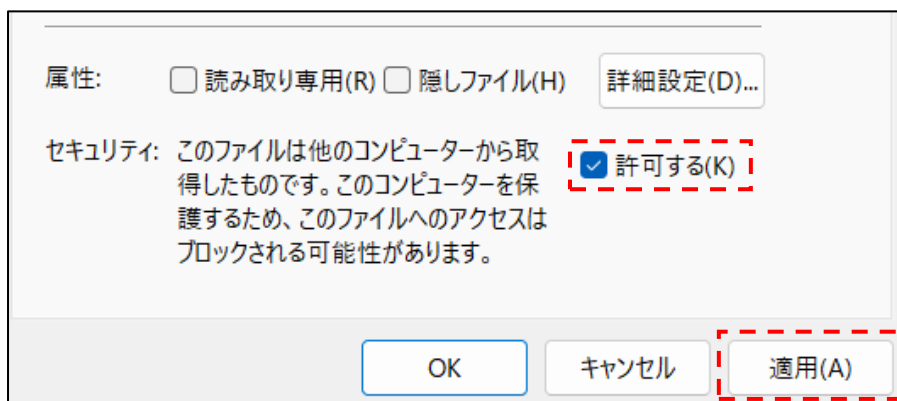 属性: 読み取り専用(R) 隠しファイル(H) 詳細設定(D)...
セキュリティ: このファイルは他のコンピューターから取 許可する(K)
得したものです。このコンピューターを保
護するため、このファイルへのアクセスは
ブロックされる可能性があります。
OK キャンセル 適用(A)